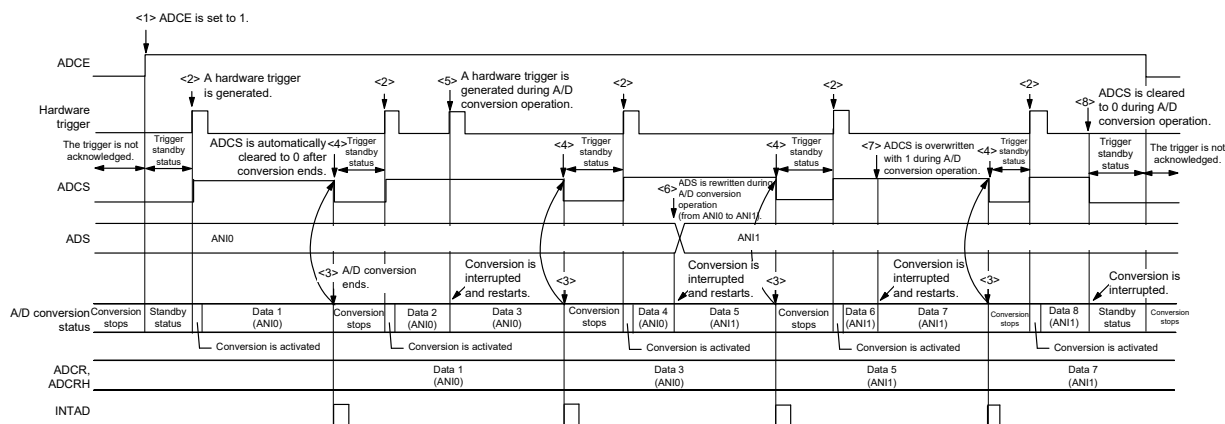 <1> ADCE is set to 1.
ADCE
<2> A hardware trigger
is generated.
<2>
<5> A hardware trigger is
generated during A/D
conversion operation.
<2>
<2>
<2>
<8> ADCS is cleared
to 0 during A/D
conversion operation.
Hardware
trigger
The trigger is not
acknowledged.
Trigger
standby
status
ADCS is automatically
cleared to 0 after
conversion ends.
<4>
Trigger
standby
status
<4>
Trigger
standby
status
<4>
Trigger
standby
status
<7> ADCS is overwritten
with 1 during A/D
conversion operation.
<4>
Trigger
standby
status
Trigger
standby
status
The trigger is not
acknowledged.
ADCS
<6> ADS is rewritten during
A/D conversion
operation
(from ANI0 to ANI1).
ADS
ANI0
ANI1
<3> A/D conversion
ends.
Conversion is
interrupted
and restarts.
<3>
Conversion is
interrupted
and restarts.
<3>
Conversion is
interrupted
and restarts.
<3>
Conversion is
interrupted.
A/D conversion
status
Conversion
stops
Standby
status
Data 1
(ANI0)
Conversion
stops
Data 2
(ANI0)
Data 3
(ANI0)
Conversion
stops
Data 4
(ANI0)
Data 5
(ANI1)
Conversion
stops
Data 6
(ANI1)
Data 7
(ANI1)
Conversion
stops
Data 8
(ANI1)
Standby
status
Conversion
stops
Conversion is activated
Conversion is activated
Conversion is activated
Conversion is activated
Conversion is activated
ADCR,
ADCRH
Data 1
(ANI0)
Data 3
(ANI0)
Data 5
(ANI1)
Data 7
(ANI1)
INTAD